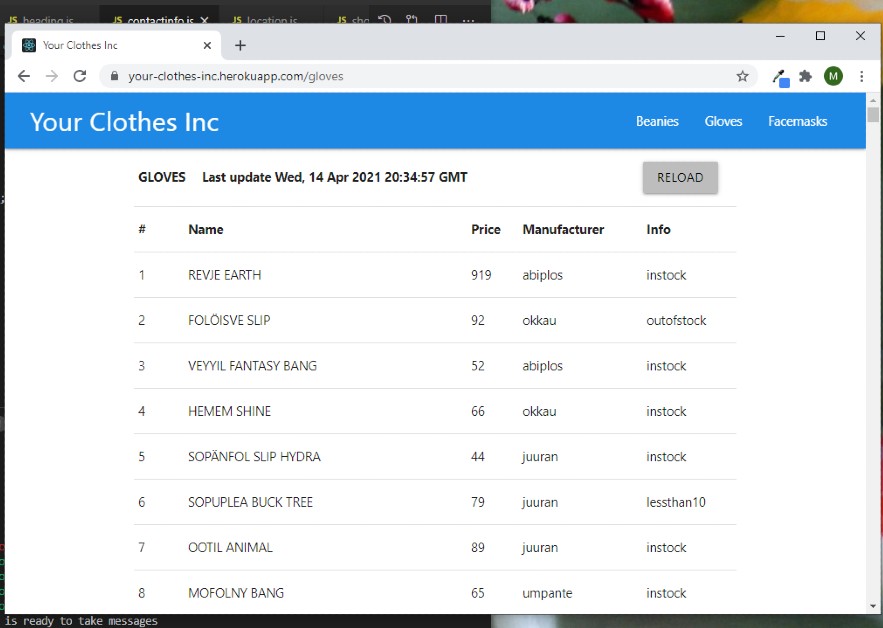 JS heading.js JS contactinfo.js JS location.js JS sho
Your Clothes Inc
your-clothes-inc.herokuapp.com/gloves M
Your Clothes Inc Beanies Gloves Facemasks
GLOVES Last update Wed, 14 Apr 2021 20:34:57 GMT RELOAD
# Name Price Manufacturer Info
1 REVJE EARTH 919 abiplos instock
2 FOLÖISVE SLIP 92 okkau outofstock
3 VEYYIL FANTASY BANG 52 abiplos instock
4 HEMEM SHINE 66 okkau instock
5 SOPÄNFOL SLIP HYDRA 44 juuran instock
6 SOPUPLEA BUCK TREE 79 juuran lessthan10
7 OOTIL ANIMAL 89 juuran instock
8 MOFOLNY BANG 65 umpante instock
is ready to take messages